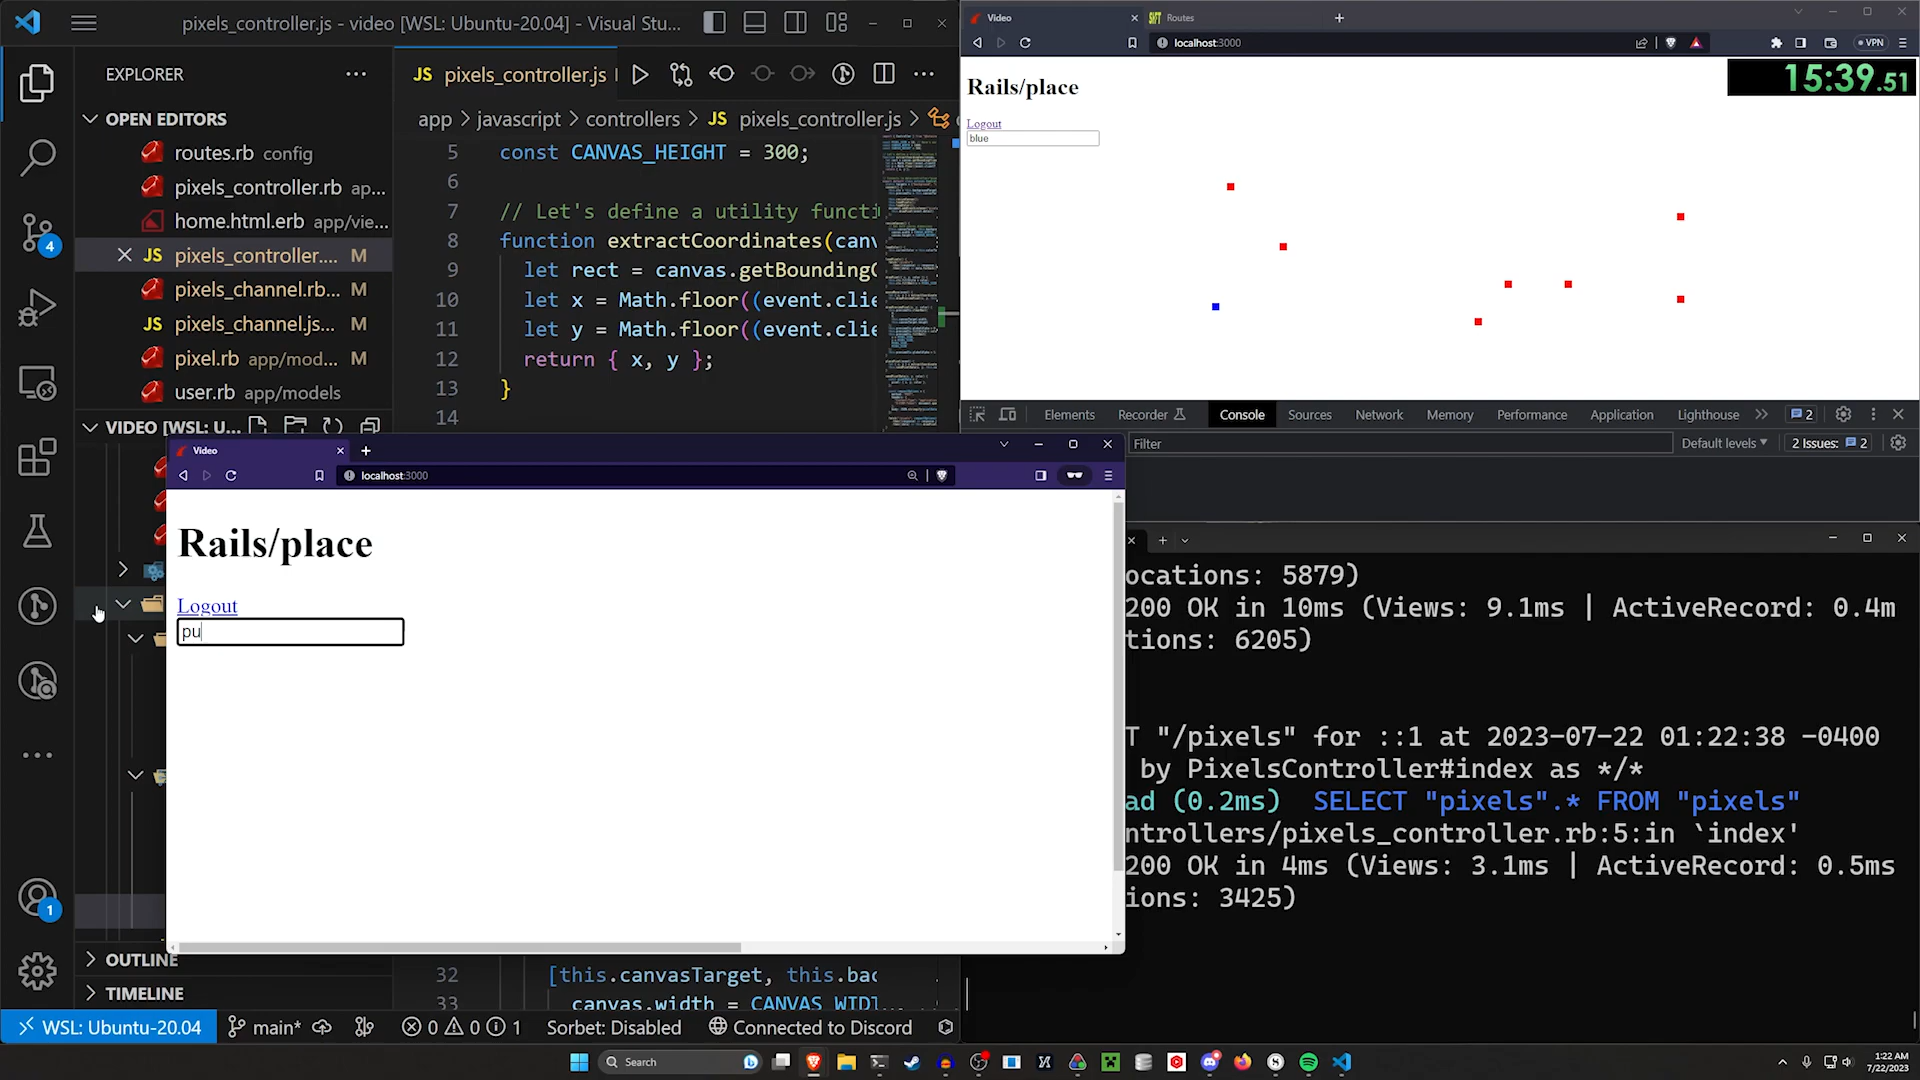 pixels_controller.js - video [WSL: Ubuntu-20.04] - Visual Stu...
EXPLORER
OPEN EDITORS
routes.rb config
pixels_controller.rb ap...
home.html.erb app/vie...
JS pixels_controller.... M
pixels_channel.rb... M
JS pixels_channel.js... M
pixel.rb app/mod... M
user.rb app/models
VIDEO [WSL: U...
OUTLINE
TIMELINE
4
1
JS pixels_controller.js
app > javascript > controllers > JS pixels_controller.js >
5 const CANVAS_HEIGHT = 300;
6
7 // Let's define a utility functi
8 function extractCoordinates(canv
9 let rect = canvas.getBoundingC
10 let x = Math.floor((event.clie
11 let y = Math.floor((event.clie
12 return { x, y };
13 }
14
32 [this.canvasTarget, this.bac
33 canvas.width = CANVAS_WIDT
WSL: Ubuntu-20.04 main* 0 0 1 Sorbet: Disabled Connected to Discord
Video
localhost:3000
Rails/place
Logout
pu
Video Routes
localhost:3000
VPN
15:39.51
Rails/place
Logout
blue
Elements Recorder Console Sources Network Memory Performance Application Lighthouse 2
Filter Default levels 2 Issues: 2
ocations: 5879)
200 OK in 10ms (Views: 9.1ms | ActiveRecord: 0.4m
tions: 6205)
T "/pixels" for ::1 at 2023-07-22 01:22:38 -0400
by PixelsController#index as */*
ad (0.2ms) SELECT "pixels".* FROM "pixels"
ntrollers/pixels_controller.rb:5:in `index'
200 OK in 4ms (Views: 3.1ms | ActiveRecord: 0.5ms
ions: 3425)
Search
1:22 AM
7/22/2023